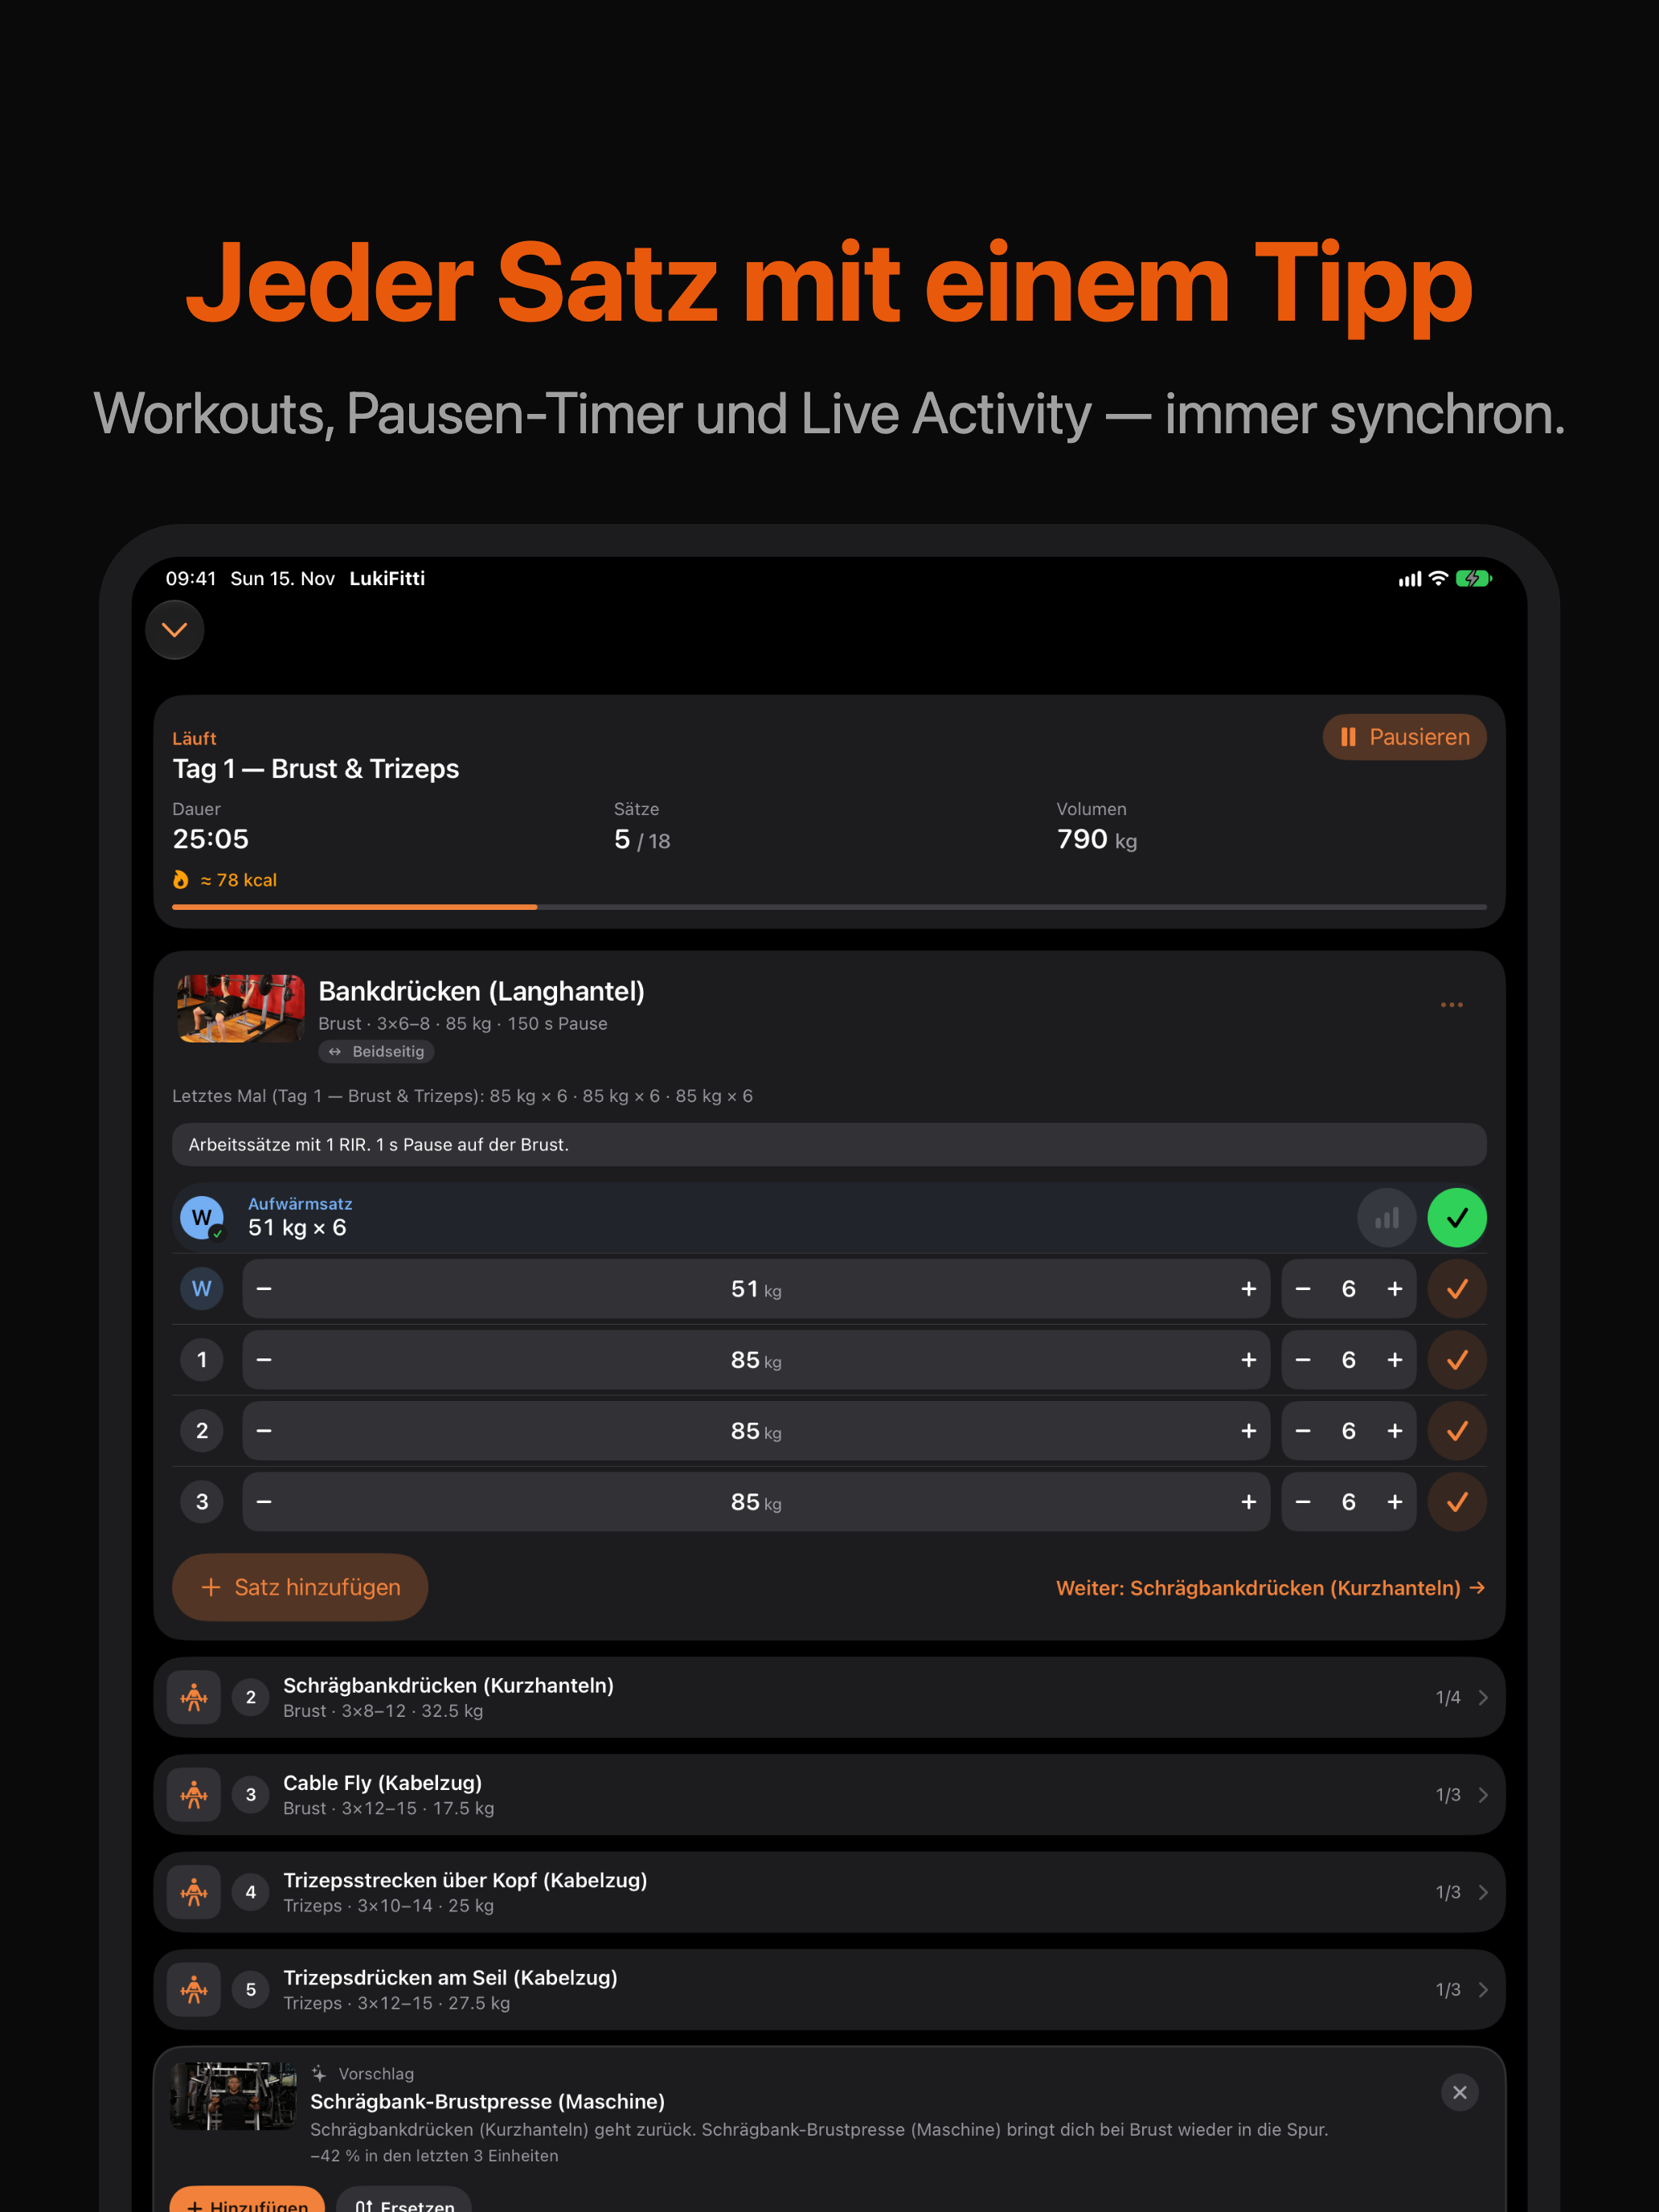 Jeder Satz mit einem Tipp
Workouts, Pausen-Timer und Live Activity — immer synchron.
09:41 Sun 15. Nov LukiFitti
Läuft
Pausieren
Tag 1 — Brust & Trizeps
Dauer Sätze Volumen
25:05 5 / 18 790 kg
≈ 78 kcal
Bankdrücken (Langhantel)
Brust · 3×6–8 · 85 kg · 150 s Pause
Beidseitig
Letztes Mal (Tag 1 — Brust & Trizeps): 85 kg × 6 · 85 kg × 6 · 85 kg × 6
Arbeitssätze mit 1 RIR. 1 s Pause auf der Brust.
W Aufwärmsatz
51 kg × 6
W − 51 kg + − 6 +
1 − 85 kg + − 6 +
2 − 85 kg + − 6 +
3 − 85 kg + − 6 +
+ Satz hinzufügen Weiter: Schrägbankdrücken (Kurzhanteln) →
2 Schrägbankdrücken (Kurzhanteln) 1/4
Brust · 3×8–12 · 32.5 kg
3 Cable Fly (Kabelzug) 1/3
Brust · 3×12–15 · 17.5 kg
4 Trizepsstrecken über Kopf (Kabelzug) 1/3
Trizeps · 3×10–14 · 25 kg
5 Trizepsdrücken am Seil (Kabelzug) 1/3
Trizeps · 3×12–15 · 27.5 kg
Vorschlag
Schrägbank-Brustpresse (Maschine)
Schrägbankdrücken (Kurzhanteln) geht zurück. Schrägbank-Brustpresse (Maschine) bringt dich bei Brust wieder in die Spur.
−42 % in den letzten 3 Einheiten
+ Hinzufügen Ersetzen